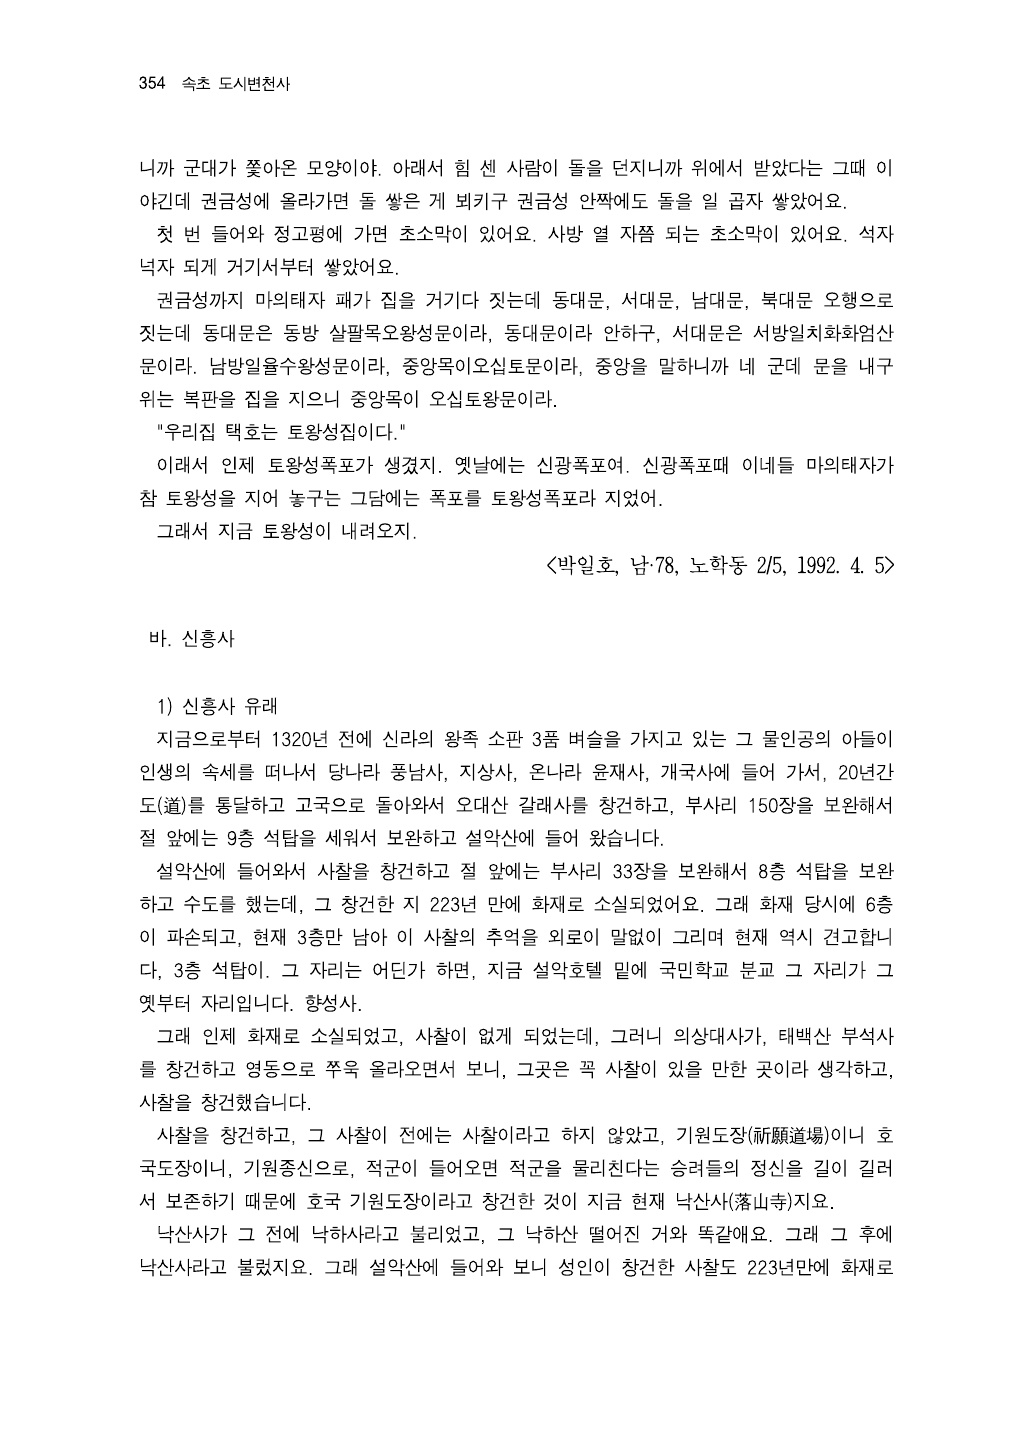 354 속초 도시변천사
니까 군대가 쫓아온 모양이야. 아래서 힘 센 사람이 돌을 던지니까 위에서 받았다는 그때 이
야긴데 권금성에 올라가면 돌 쌓은 게 뵈키구 권금성 안짝에도 돌을 일 곱자 쌓았어요.
첫 번 들어와 정고평에 가면 초소막이 있어요. 사방 열 자쯤 되는 초소막이 있어요. 석자
넉자 되게 거기서부터 쌓았어요.
권금성까지 마의태자 패가 집을 거기다 짓는데 동대문, 서대문, 남대문, 북대문 오행으로
짓는데 동대문은 동방 살팔목오왕성문이라, 동대문이라 안하구, 서대문은 서방일치화화엄산
문이라. 남방일율수왕성문이라, 중앙목이오십토문이라, 중앙을 말하니까 네 군데 문을 내구
위는 복판을 집을 지으니 중앙목이 오십토왕문이라.
"우리집 택호는 토왕성집이다."
이래서 인제 토왕성폭포가 생겼지. 옛날에는 신광폭포여. 신광폭포때 이네들 마의태자가
참 토왕성을 지어 놓구는 그담에는 폭포를 토왕성폭포라 지었어.
그래서 지금 토왕성이 내려오지.
<박일호, 남·78, 노학동 2/5, 1992. 4. 5>
바. 신흥사
1) 신흥사 유래
지금으로부터 1320년 전에 신라의 왕족 소판 3품 벼슬을 가지고 있는 그 물인공의 아들이
인생의 속세를 떠나서 당나라 풍남사, 지상사, 온나라 윤재사, 개국사에 들어 가서, 20년간
도(道)를 통달하고 고국으로 돌아와서 오대산 갈래사를 창건하고, 부사리 150장을 보완해서
절 앞에는 9층 석탑을 세워서 보완하고 설악산에 들어 왔습니다.
설악산에 들어와서 사찰을 창건하고 절 앞에는 부사리 33장을 보완해서 8층 석탑을 보완
하고 수도를 했는데, 그 창건한 지 223년 만에 화재로 소실되었어요. 그래 화재 당시에 6층
이 파손되고, 현재 3층만 남아 이 사찰의 추억을 외로이 말없이 그리며 현재 역시 견고합니
다, 3층 석탑이. 그 자리는 어딘가 하면, 지금 설악호텔 밑에 국민학교 분교 그 자리가 그
옛부터 자리입니다. 향성사.
그래 인제 화재로 소실되었고, 사찰이 없게 되었는데, 그러니 의상대사가, 태백산 부석사
를 창건하고 영동으로 쭈욱 올라오면서 보니, 그곳은 꼭 사찰이 있을 만한 곳이라 생각하고,
사찰을 창건했습니다.
사찰을 창건하고, 그 사찰이 전에는 사찰이라고 하지 않았고, 기원도장(祈願道場)이니 호
국도장이니, 기원종신으로, 적군이 들어오면 적군을 물리친다는 승려들의 정신을 길이 길러
서 보존하기 때문에 호국 기원도장이라고 창건한 것이 지금 현재 낙산사(落山寺)지요.
낙산사가 그 전에 낙하사라고 불리었고, 그 낙하산 떨어진 거와 똑같애요. 그래 그 후에
낙산사라고 불렀지요. 그래 설악산에 들어와 보니 성인이 창건한 사찰도 223년만에 화재로